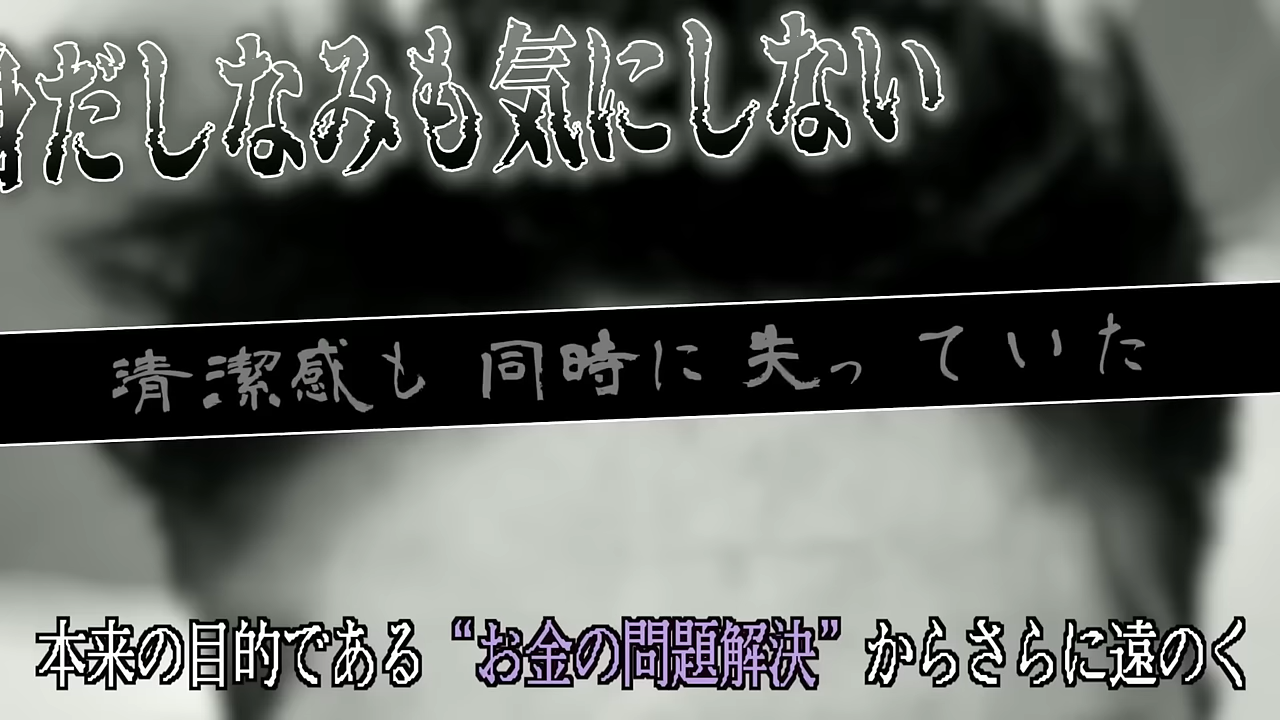 身だしなみも気にしない
清潔感も同時に失っていた
本来の目的である“お金の問題解決”からさらに遠のく